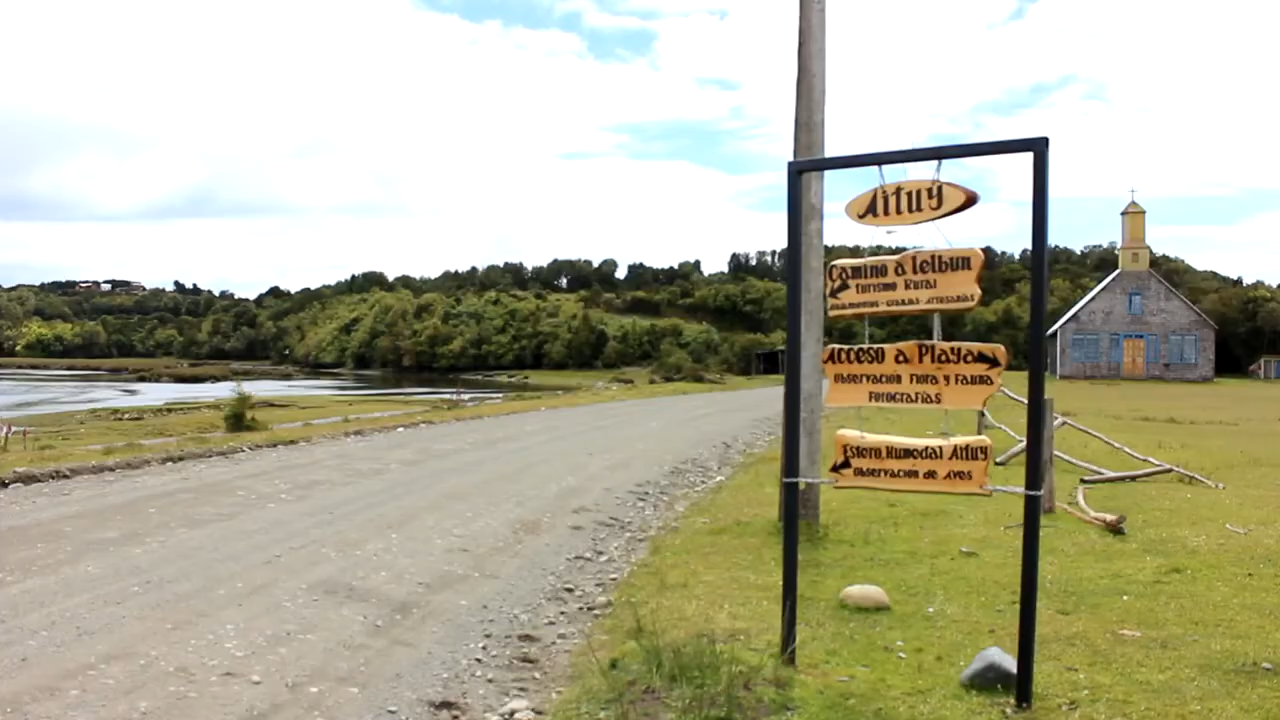 Aituy
Camino a Lelbun
Turismo Rural
Acceso a Playa
Observación Flora y Fauna
Fotografías
Estero, Humedal Aituy
Observación de Aves